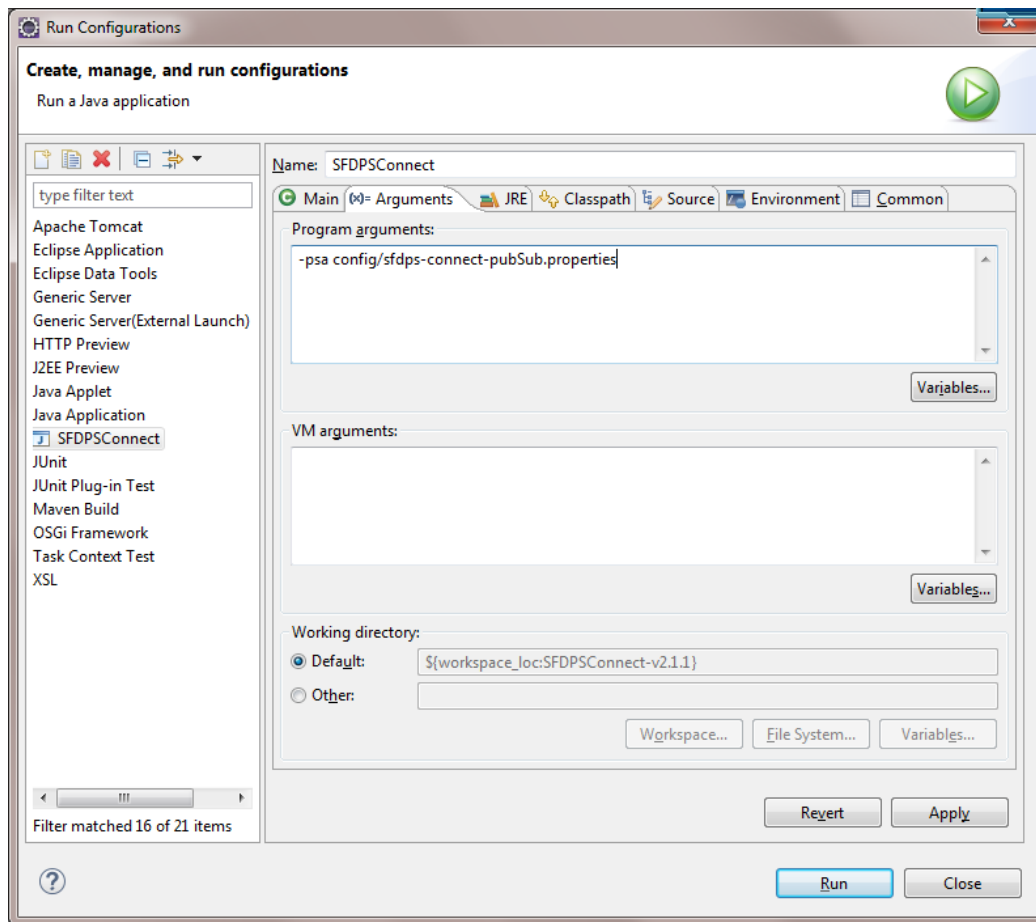 Run Configurations
x
Create, manage, and run configurations
Run a Java application
type filter text
Apache Tomcat
Eclipse Application
Eclipse Data Tools
Generic Server
Generic Server(External Launch)
HTTP Preview
J2EE Preview
Java Applet
Java Application
J SFDPSConnect
JUnit
JUnit Plug-in Test
Maven Build
OSGi Framework
Task Context Test
XSL
Filter matched 16 of 21 items
Name: SFDPSConnect
C Main (x)= Arguments JRE Classpath Source Environment Common
Program arguments:
-psa config/sfdps-connect-pubSub.properties
Variables...
VM arguments:
Variables...
Working directory:
Default: ${workspace_loc:SFDPSConnect-v2.1.1}
Other:
Workspace... File System... Variables...
Revert Apply
? Run Close